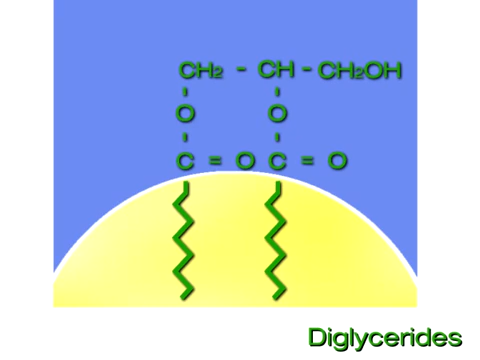 CH₂ - CH - CH₂OH
O O
C = O C = O
Diglycerides